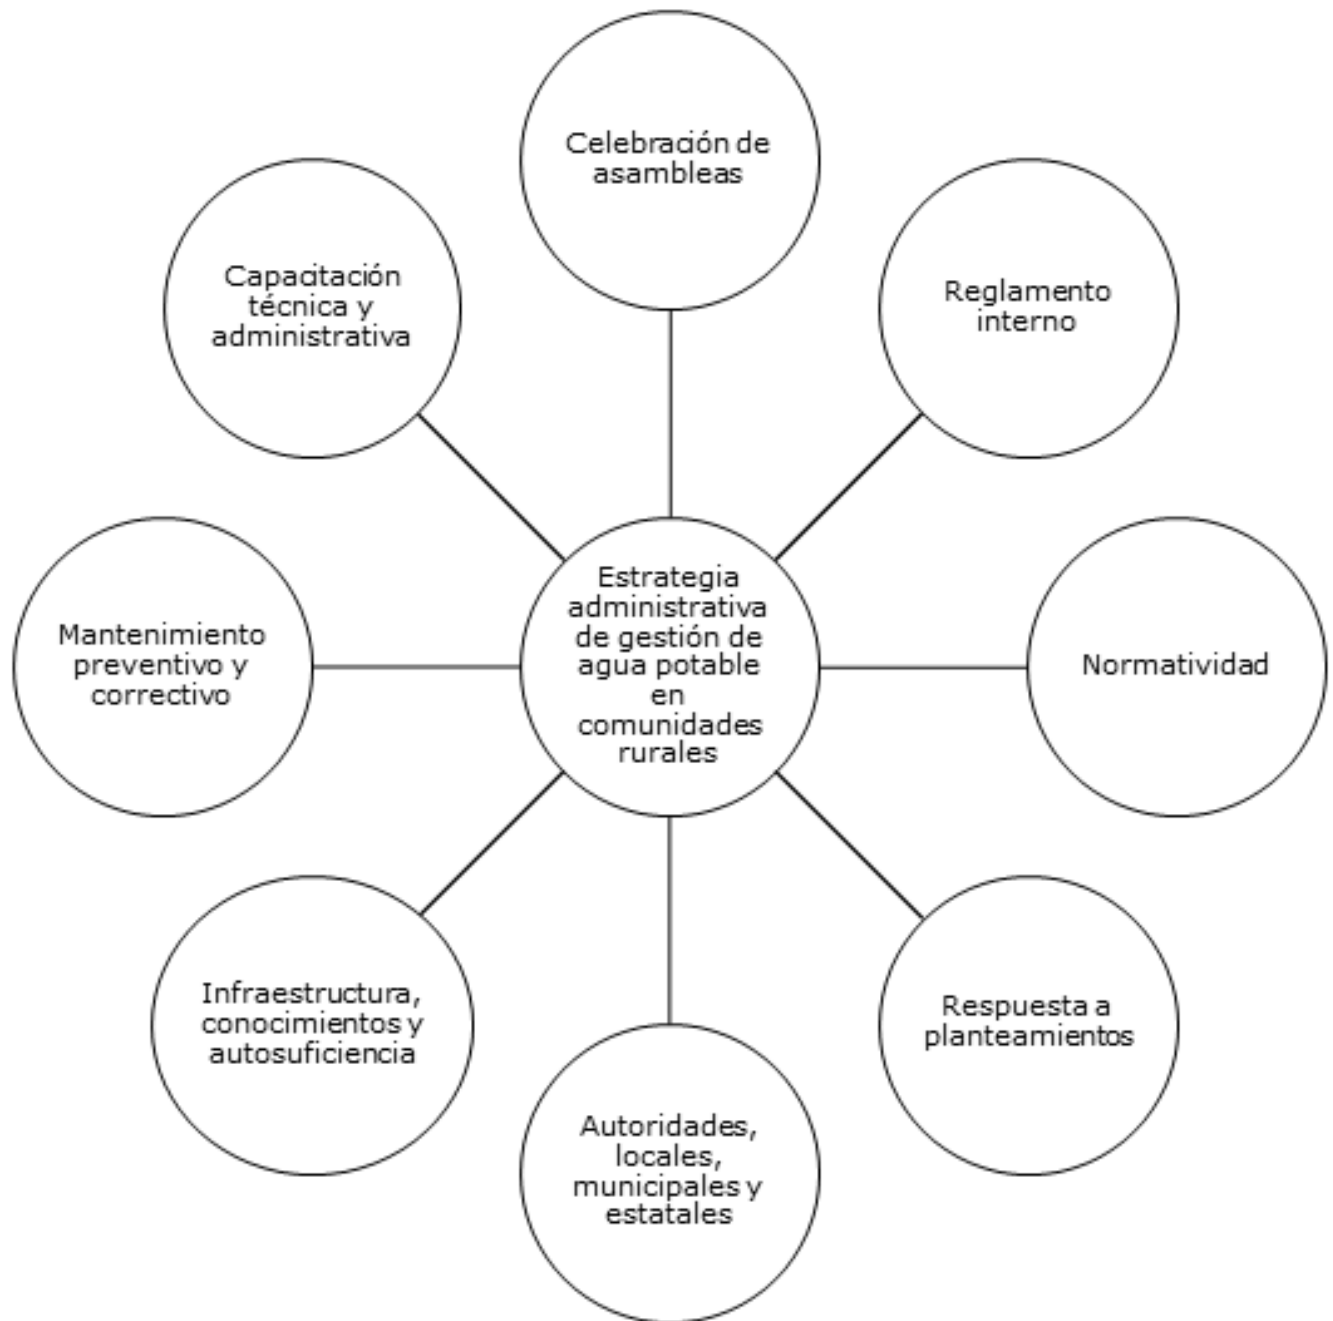 Celebración de
asambleas
Capacitación
técnica y
administrativa
Reglamento
interno
Estrategia
administrativa
de gestión de
agua potable
en
comunidades
rurales
Mantenimiento
preventivo y
correctivo
Normatividad
Infraestructura,
conocimientos y
autosuficiencia
Respuesta a
planteamientos
Autoridades,
locales,
municipales y
estatales